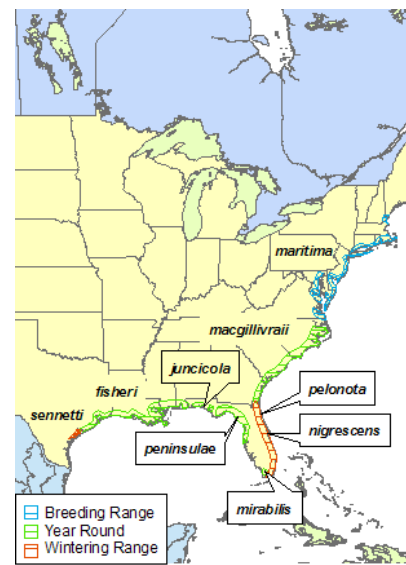 maritima
macgillivraii
juncicola
fisheri
pelonota
sennetti
nigrescens
peninsulae
mirabilis
Breeding Range
Year Round
Wintering Range